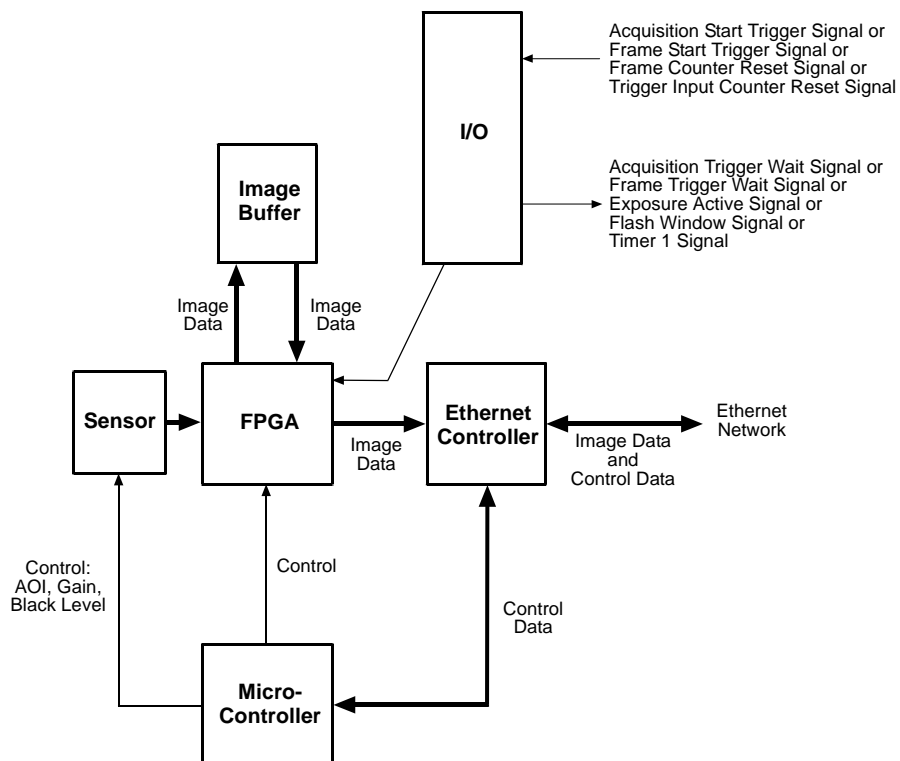 Acquisition Start Trigger Signal or
Frame Start Trigger Signal or
Frame Counter Reset Signal or
Trigger Input Counter Reset Signal
I/O
Acquisition Trigger Wait Signal or
Frame Trigger Wait Signal or
Exposure Active Signal or
Flash Window Signal or
Timer 1 Signal
Image
Buffer
Image
Data
Image
Data
Sensor
FPGA
Image
Data
Ethernet
Controller
Image Data
and
Control Data
Ethernet
Network
Control:
AOI, Gain,
Black Level
Control
Control
Data
Micro-
Controller